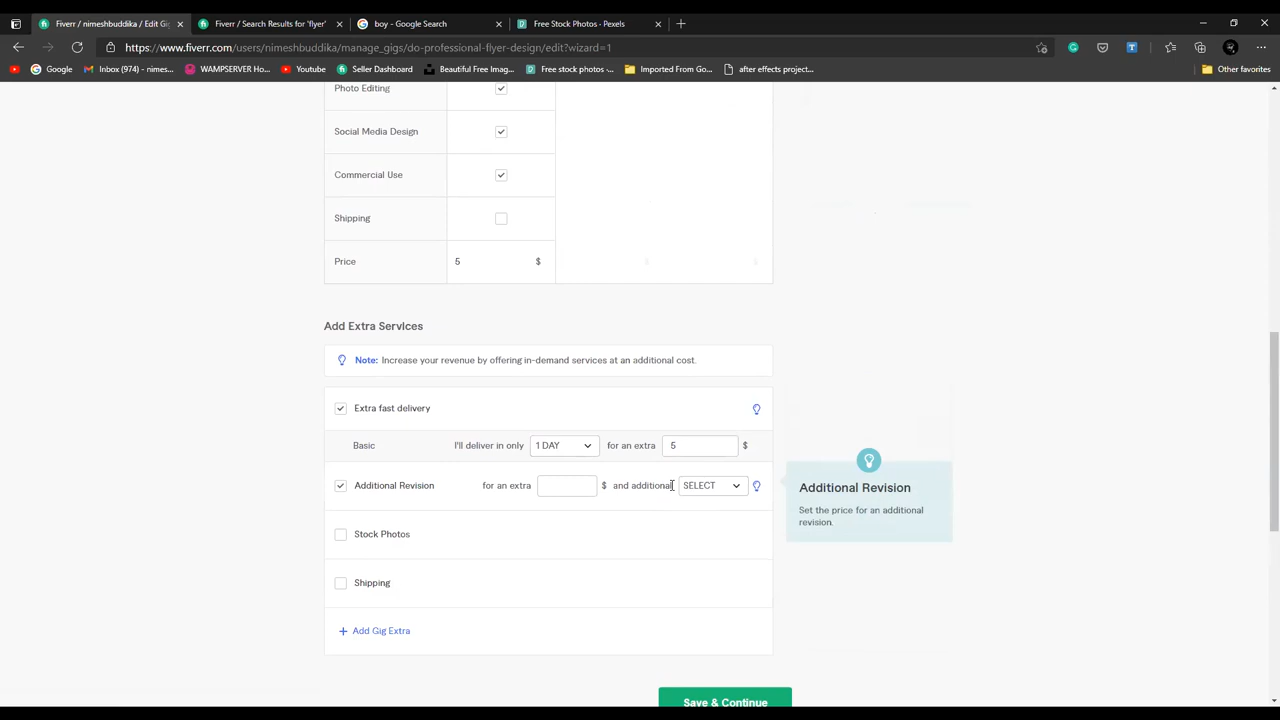 Fiverr / nimeshbuddika / Edit Gi
Fiverr / Search Results for 'flyer'
boy - Google Search
Free Stock Photos - Pexels
https://www.fiverr.com/users/nimeshbuddika/manage_gigs/do-professional-flyer-design/edit?wizard=1
Google
Inbox (974) - nimes...
WAMPSERVER Ho...
Youtube
Seller Dashboard
Beautiful Free Imag...
Free stock photos -...
Imported From Go...
after effects project...
Other favorites
Photo Editing
Social Media Design
Commercial Use
Shipping
Price 5 $
Add Extra Services
Note: Increase your revenue by offering in-demand services at an additional cost.
Extra fast delivery
Basic I'll deliver in only 1 DAY for an extra 5 $
Additional Revision for an extra $ and additional SELECT
Additional Revision
Set the price for an additional
revision.
Stock Photos
Shipping
+ Add Gig Extra
Save & Continue